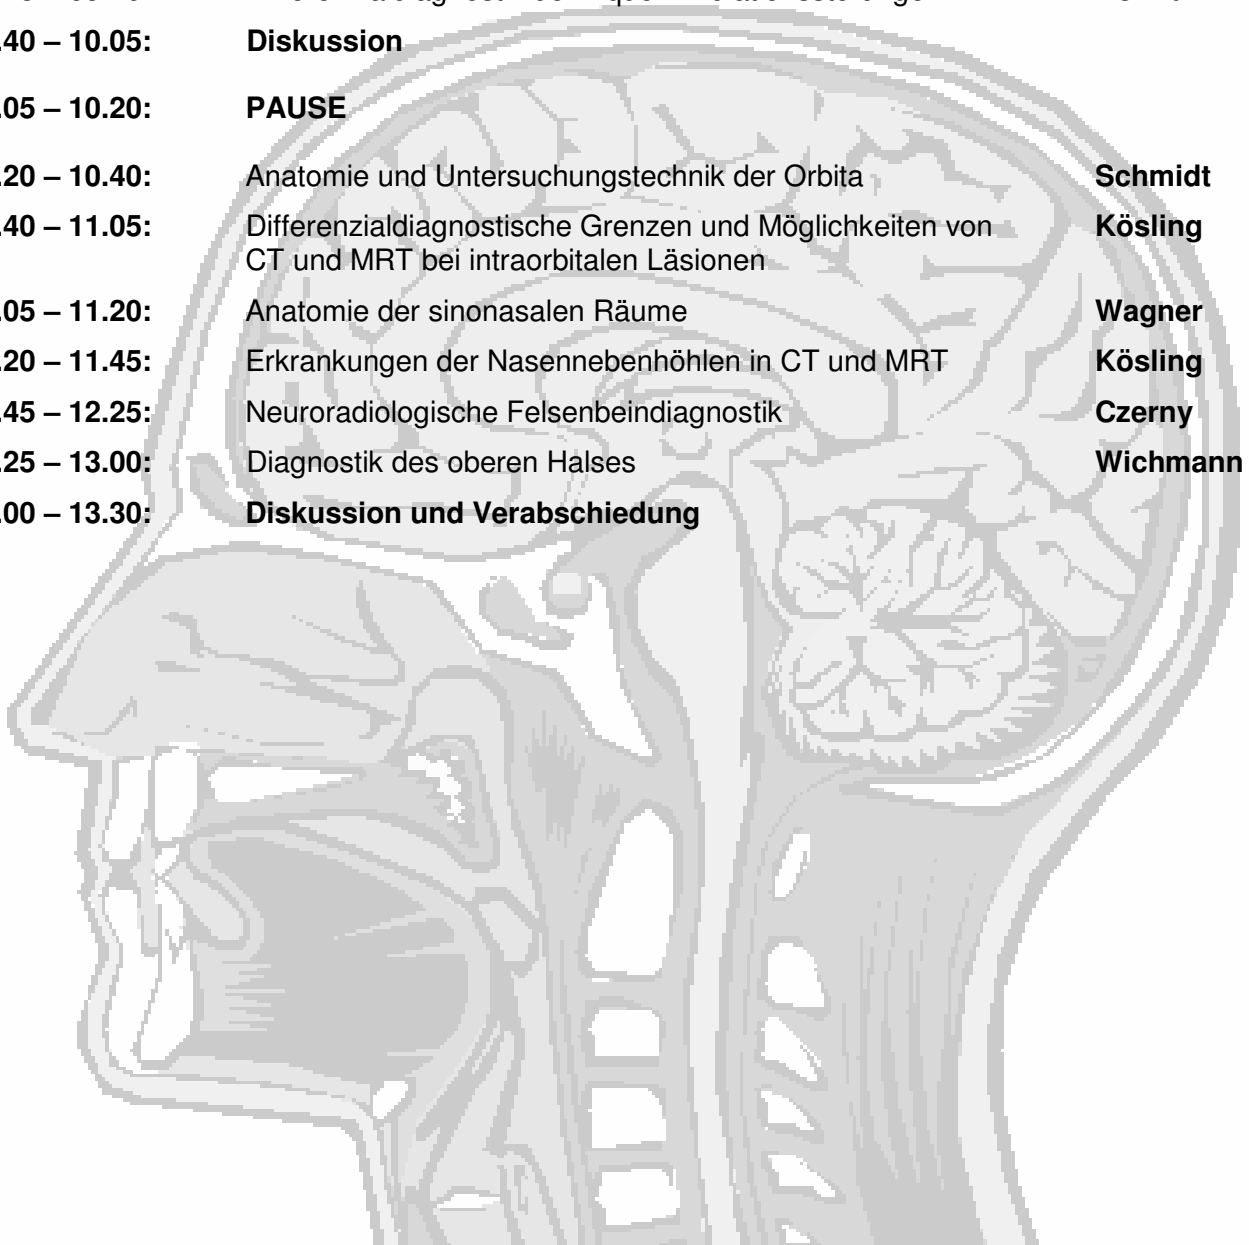 .40 – 10.05: Diskussion
.05 – 10.20: PAUSE
.20 – 10.40: Anatomie und Untersuchungstechnik der Orbita Schmidt
.40 – 11.05: Differenzialdiagnostische Grenzen und Möglichkeiten von Kösling
CT und MRT bei intraorbitalen Läsionen
.05 – 11.20: Anatomie der sinonasalen Räume Wagner
.20 – 11.45: Erkrankungen der Nasennebenhöhlen in CT und MRT Kösling
.45 – 12.25: Neuroradiologische Felsenbeindiagnostik Czerny
.25 – 13.00: Diagnostik des oberen Halses Wichmann
.00 – 13.30: Diskussion und Verabschiedung